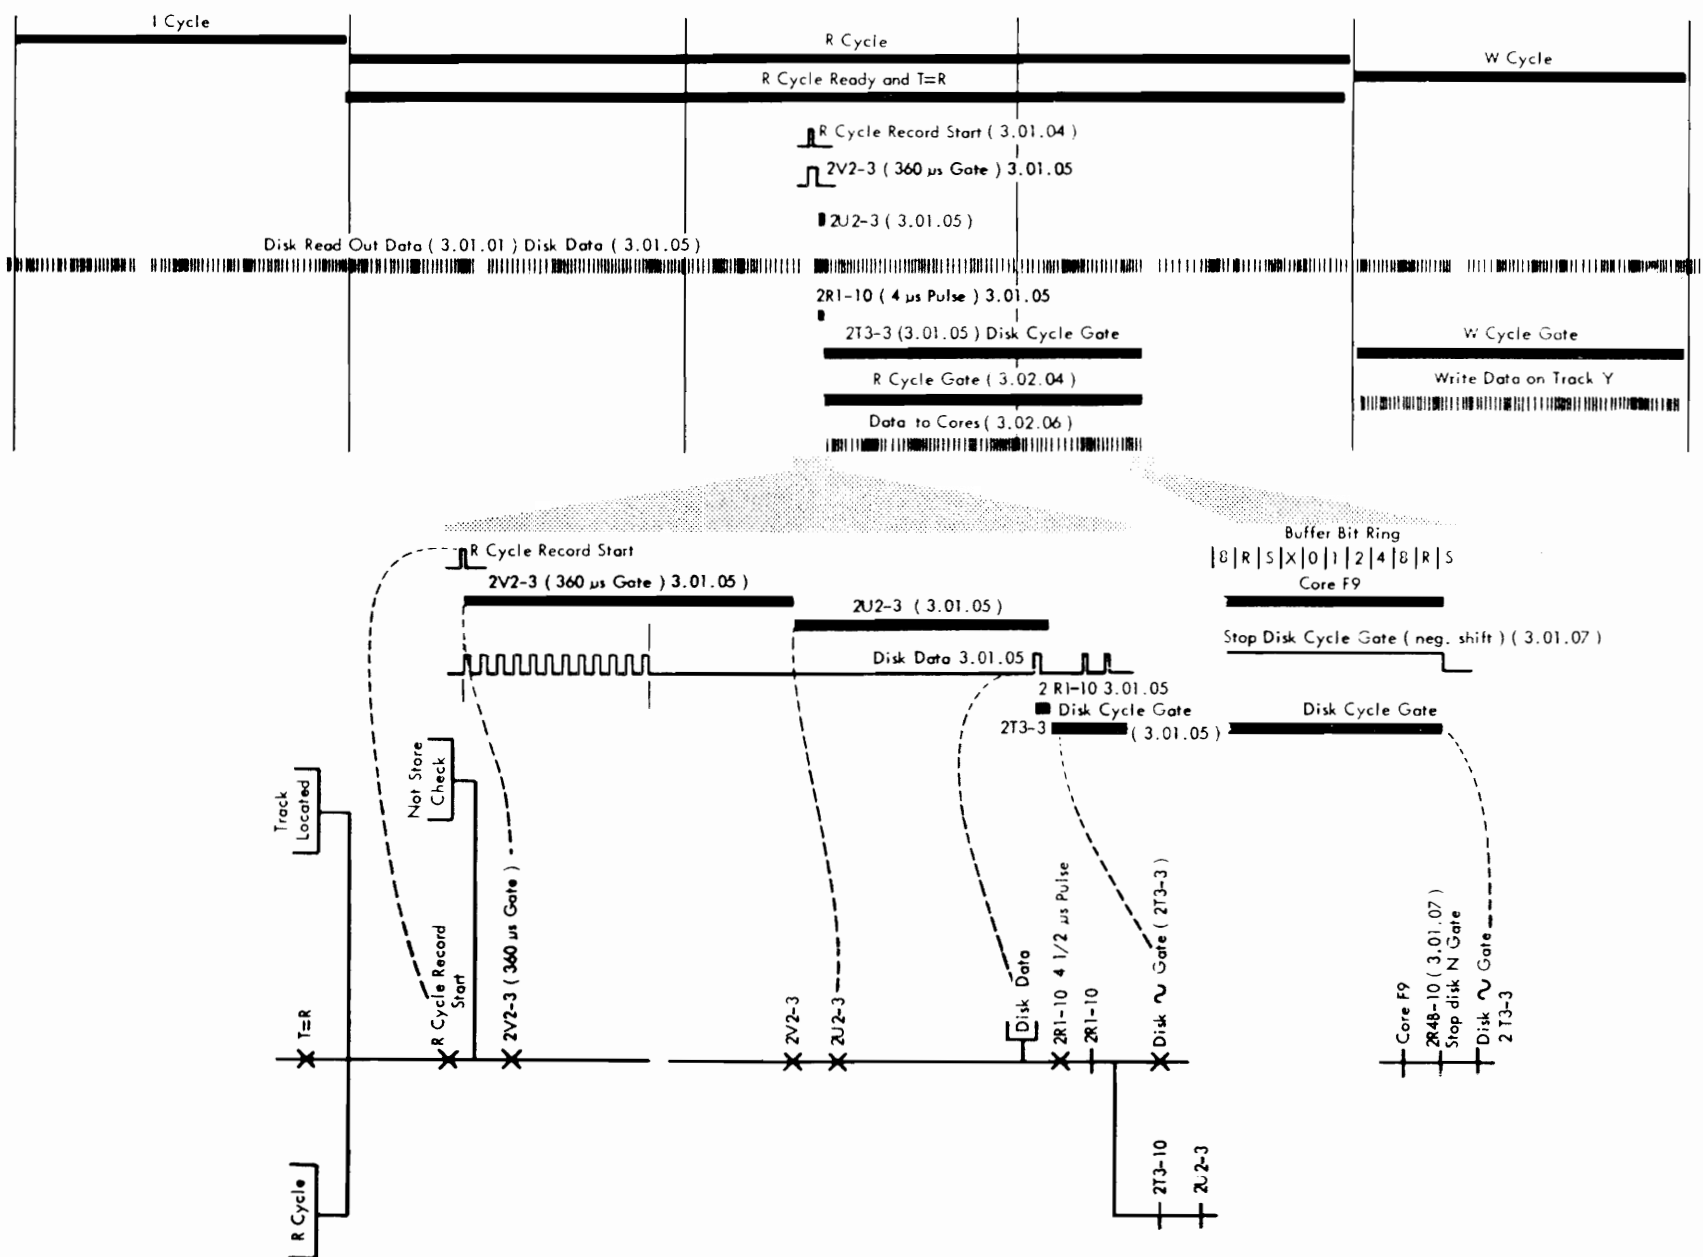 I Cycle
R Cycle
W Cycle
R Cycle Ready and T=R
R Cycle Record Start ( 3.01.04 )
2V2-3 ( 360 µs Gate ) 3.01.05
2U2-3 ( 3.01.05 )
Disk Read Out Data ( 3.01.01 ) Disk Data ( 3.01.05 )
2R1-10 ( 4 µs Pulse ) 3.01.05
2T3-3 (3.01.05 ) Disk Cycle Gate
W Cycle Gate
R Cycle Gate ( 3.02.04 )
Write Data on Track Y
Data to Cores ( 3.02.06 )
Buffer Bit Ring
8 | R | S | X | 0 | 1 | 2 | 4 | 8 | R | S
R Cycle Record Start
2V2-3 ( 360 µs Gate ) 3.01.05 )
Core F9
2U2-3 ( 3.01.05 )
Stop Disk Cycle Gate ( neg. shift ) ( 3.01.07 )
Disk Data 3.01.05
2 R1-10 3.01.05
Disk Cycle Gate
2T3-3
( 3.01.05 )
Disk Cycle Gate
Track
Located
Not Store
Check
T=R
R Cycle Record
Start
2V2-3 ( 360 µs Gate )
2V2-3
2U2-3
Disk Data
2R1-10 4 1/2 µs Pulse
2R1-10
Disk ∿ Gate ( 2T3-3 )
Core F9
2R4B-10 ( 3.01.07 )
Stop disk N Gate
Disk ∿ Gate
2 T3-3
R Cycle
2T3-10
2U2-3